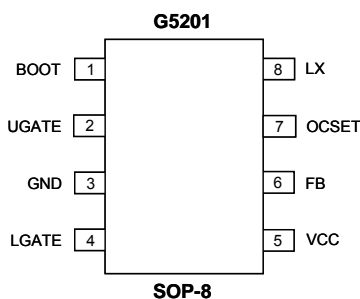 G5201
BOOT 1 8 LX
UGATE 2 7 OCSET
GND 3 6 FB
LGATE 4 5 VCC
SOP-8